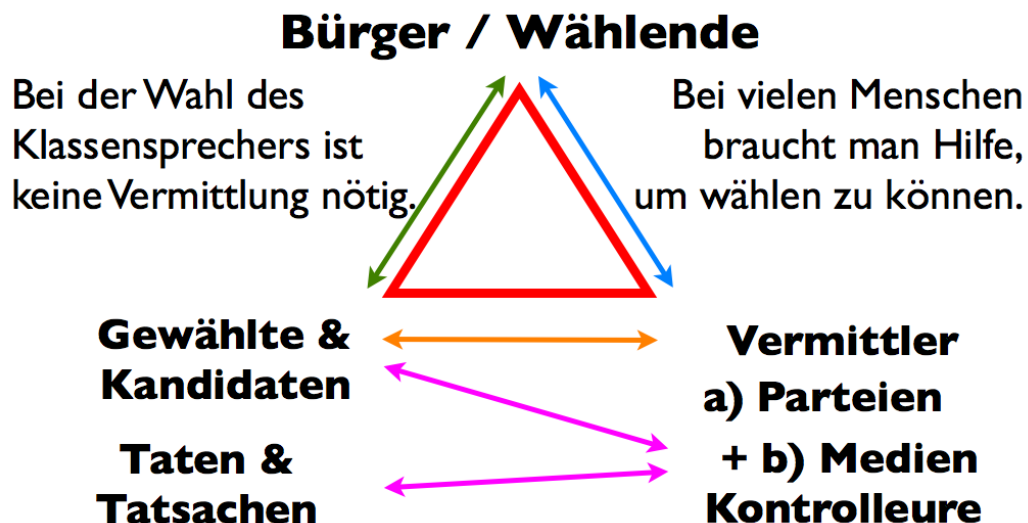 Bürger / Wählende
Bei der Wahl des
Klassensprechers ist
keine Vermittlung nötig.
Bei vielen Menschen
braucht man Hilfe,
um wählen zu können.
Gewählte &
Kandidaten
Vermittler
a) Parteien
Taten &
Tatsachen
+ b) Medien
Kontrolleure